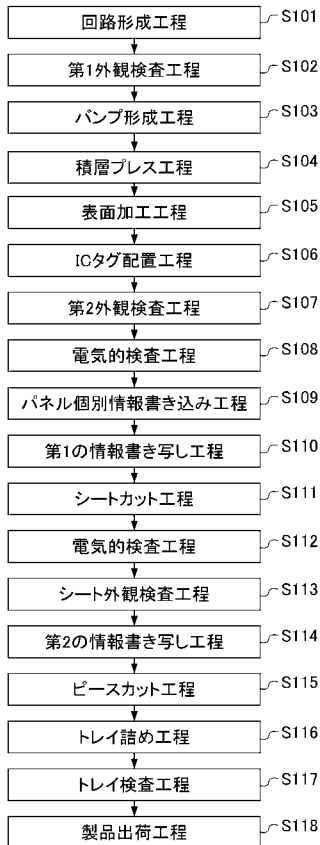 回路形成工程 S101
第1外観検査工程 S102
バンプ形成工程 S103
積層プレス工程 S104
表面加工工程 S105
ICタグ配置工程 S106
第2外観検査工程 S107
電気的検査工程 S108
パネル個別情報書き込み工程 S109
第1の情報書き写し工程 S110
シートカット工程 S111
電気的検査工程 S112
シート外観検査工程 S113
第2の情報書き写し工程 S114
ピースカット工程 S115
トレイ詰め工程 S116
トレイ検査工程 S117
製品出荷工程 S118